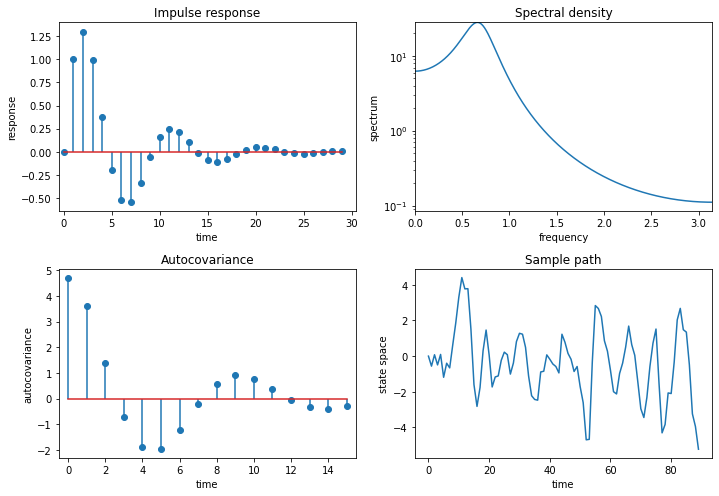 Impulse response
response
1.25
1.00
0.75
0.50
0.25
0.00
−0.25
−0.50
0 5 10 15 20 25 30
time
Spectral density
spectrum
10^1
10^0
10^−1
0.0 0.5 1.0 1.5 2.0 2.5 3.0
frequency
Autocovariance
autocovariance
5
4
3
2
1
0
−1
−2
0 2 4 6 8 10 12 14
time
Sample path
state space
4
2
0
−2
−4
0 20 40 60 80
time